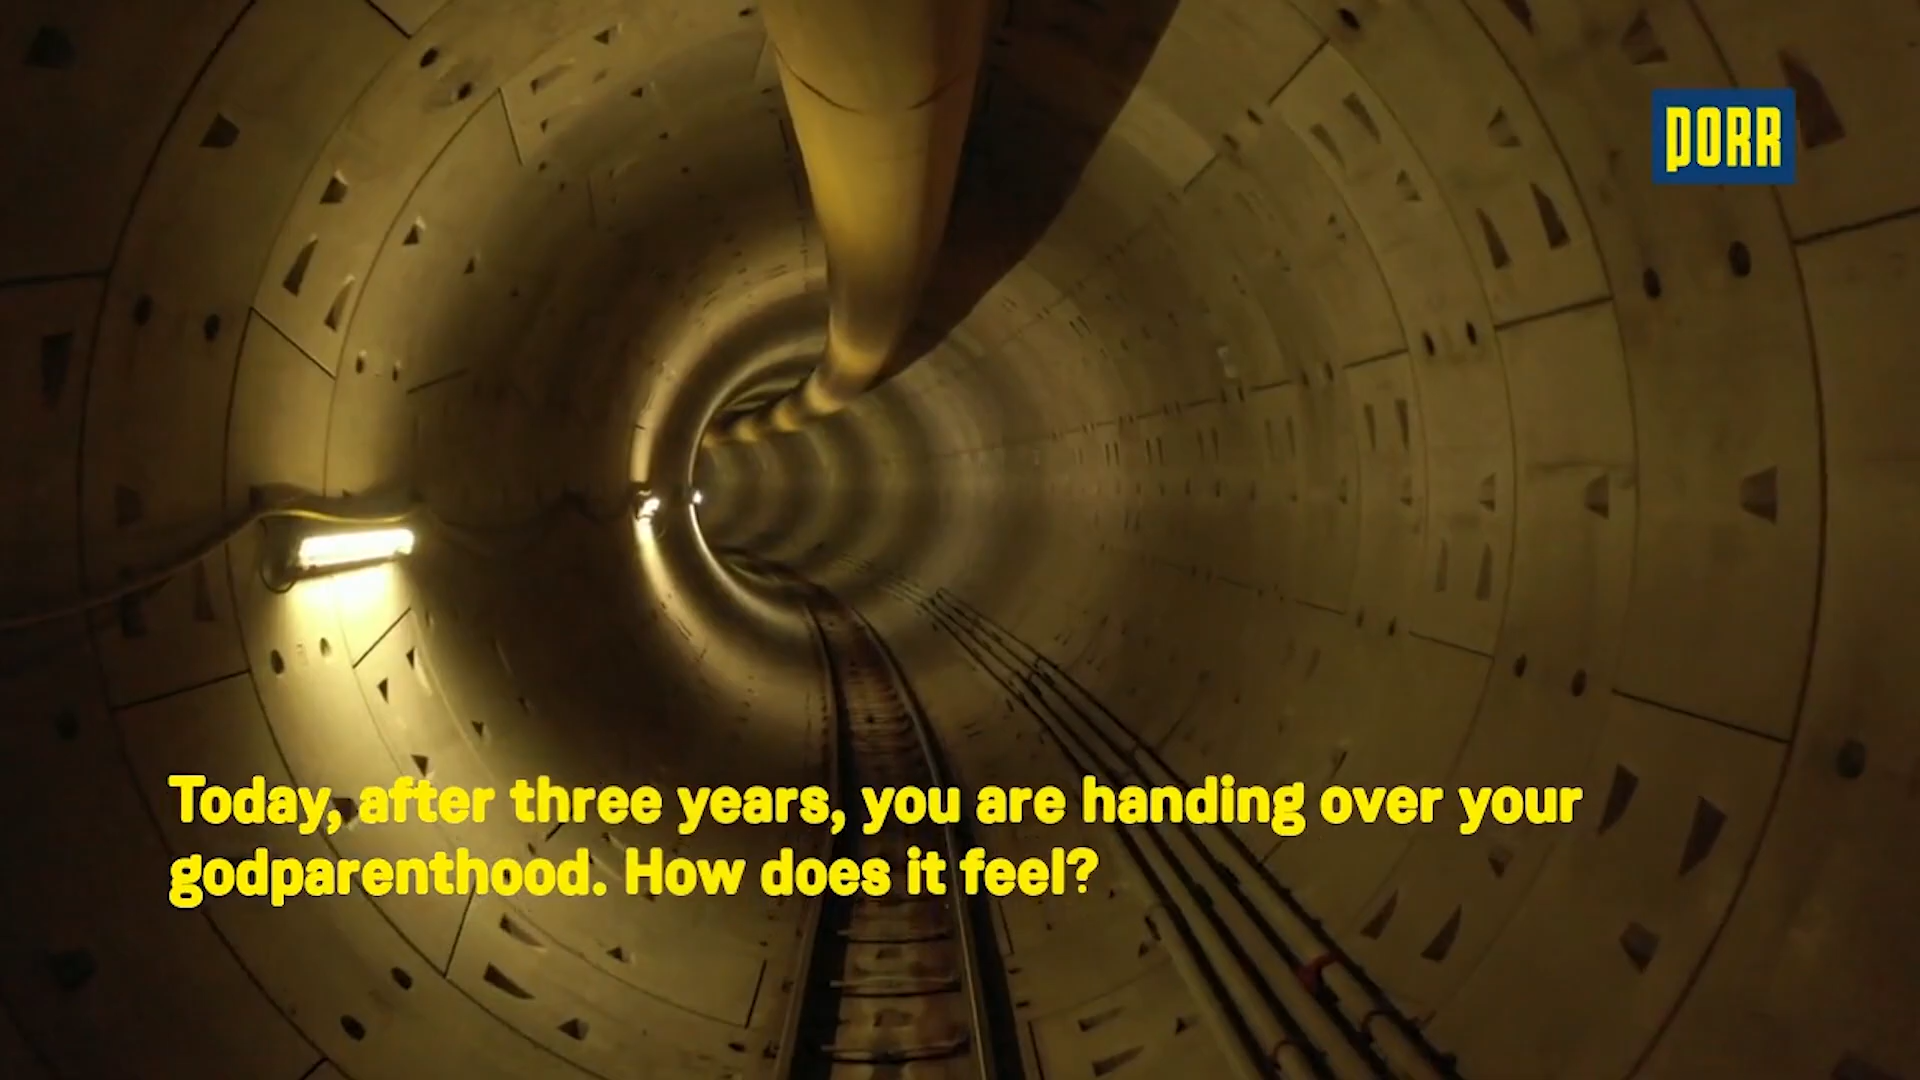 PORR
Today, after three years, you are handing over your
godparenthood. How does it feel?